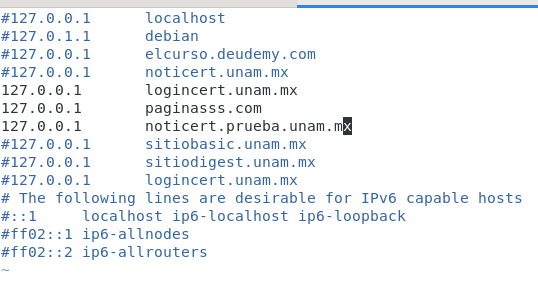 #127.0.0.1      localhost
#127.0.1.1      debian
#127.0.0.1      elcurso.deudemy.com
#127.0.0.1      noticert.unam.mx
127.0.0.1       logincert.unam.mx
127.0.0.1       paginasss.com
127.0.0.1       noticert.prueba.unam.mx
#127.0.0.1      sitiobasic.unam.mx
#127.0.0.1      sitiodigest.unam.mx
#127.0.0.1      logincert.unam.mx
# The following lines are desirable for IPv6 capable hosts
#::1     localhost ip6-localhost ip6-loopback
#ff02::1 ip6-allnodes
#ff02::2 ip6-allrouters
~